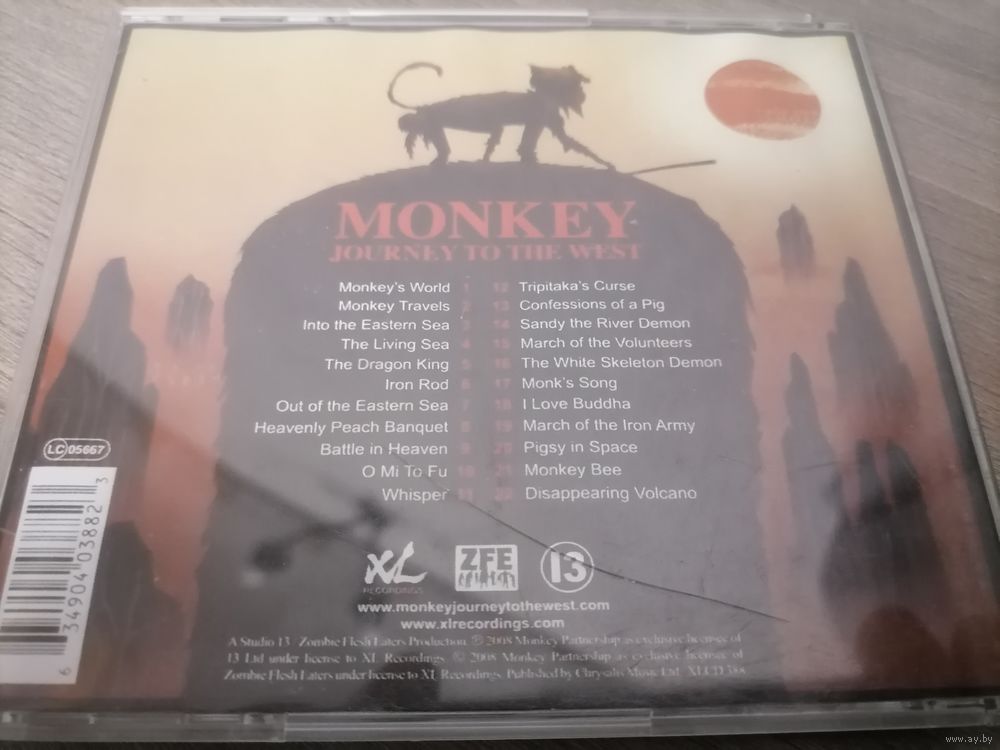 MONKEY
JOURNEY TO THE WEST
Monkey's World 1
Monkey Travels 2
Into the Eastern Sea 3
The Living Sea 4
The Dragon King 5
Iron Rod 6
Out of the Eastern Sea 7
Heavenly Peach Banquet 8
Battle in Heaven 9
O Mi To Fu 10
Whisper 11
12 Tripitaka's Curse
13 Confessions of a Pig
14 Sandy the River Demon
15 March of the Volunteers
16 The White Skeleton Demon
17 Monk's Song
18 I Love Buddha
19 March of the Iron Army
20 Pigsy in Space
21 Monkey Bee
22 Disappearing Volcano
LC 05667
6 34904 03882 3
XL
RECORDINGS
ZFE
13
www.monkeyjourneytothewest.com
www.xlrecordings.com
A Studio 13 / Zombie Flesh Eaters Production. ℗ 2008 Monkey Partnership as exclusive licensee of
13 Ltd under license to XL Recordings. © 2008 Monkey Partnership as exclusive licensee of
Zombie Flesh Eaters under license to XL Recordings. Published by Chrysalis Music Ltd. XLCD388
www.ay.by